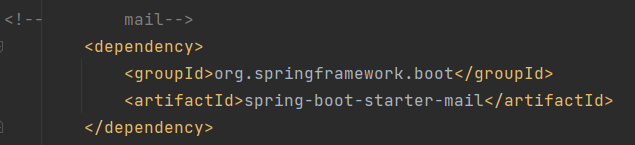 <!--        mail-->
        <dependency>
            <groupId>org.springframework.boot</groupId>
            <artifactId>spring-boot-starter-mail</artifactId>
        </dependency>